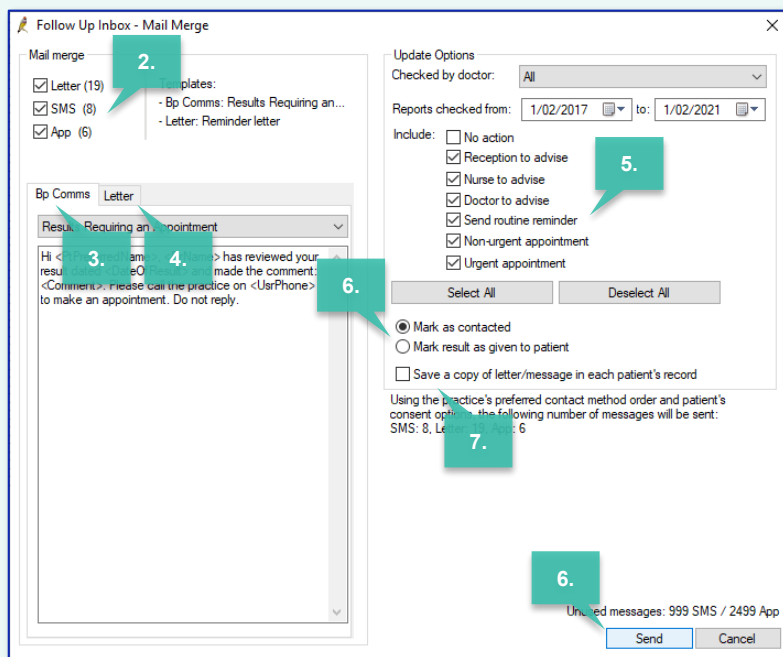 Follow Up Inbox - Mail Merge
Mail merge
2.
Letter (19)
SMS (8)
App (6)
Templates:
- Bp Comms: Results Requiring an...
- Letter: Reminder letter
Bp Comms
Letter
3.
4.
Results Requiring an Appointment
Hi has reviewed your
result dated <DateOfResult> and made the comment:
<Comment>. Please call the practice on <UsrPhone>
to make an appointment. Do not reply.
Update Options
Checked by doctor:
All
Reports checked from:
1/02/2017
to:
1/02/2021
Include:
No action
Reception to advise
Nurse to advise
Doctor to advise
Send routine reminder
Non-urgent appointment
Urgent appointment
5.
Select All
Deselect All
6.
Mark as contacted
Mark result as given to patient
Save a copy of letter/message in each patient's record
7.
Using the practice's preferred contact method order and patient's
consent options, the following number of messages will be sent:
SMS: 8, Letter: 19, App: 6
6.
Unused messages: 999 SMS / 2499 App
Send
Cancel